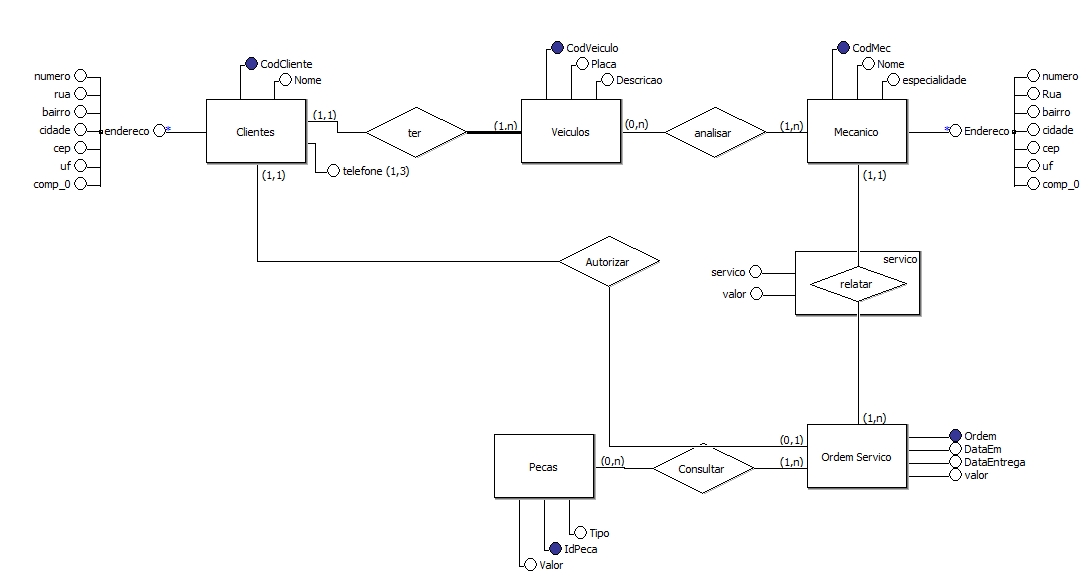 CodCliente
Nome
CodVeiculo
Placa
Descricao
CodMec
Nome
especialidade
numero
rua
bairro
cidade
cep
uf
comp_0
endereco *
Clientes
(1,1)
ter
(1,n)
Veiculos
(0,n)
analisar
(1,n)
Mecanico
* Endereco
numero
Rua
bairro
cidade
cep
uf
comp_0
telefone (1,3)
(1,1)
(1,1)
Autorizar
servico
servico
valor
relatar
(1,n)
(0,1)
Ordem Servico
Ordem
DataEm
DataEntrega
valor
Pecas
(0,n)
Consultar
(1,n)
Tipo
IdPeca
Valor